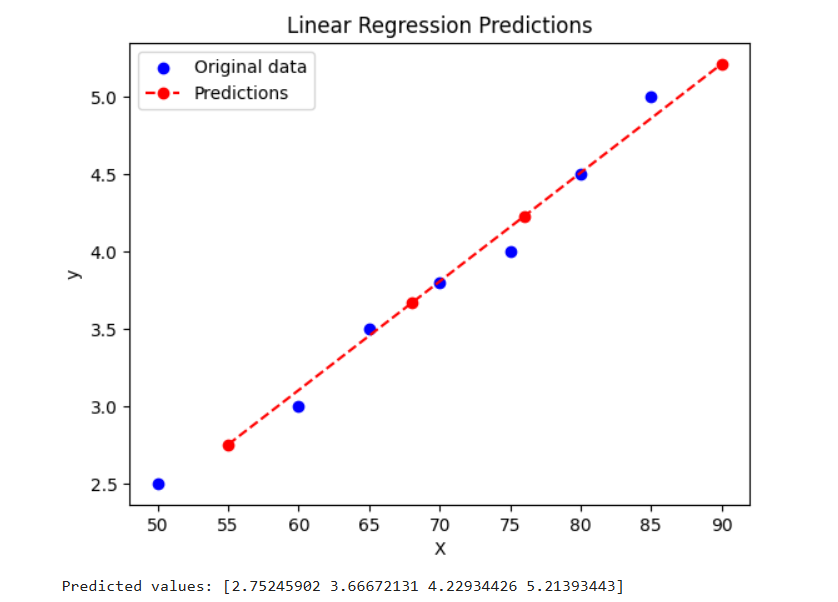 Linear Regression Predictions
Original data
Predictions
5.0
4.5
4.0
3.5
3.0
2.5
y
50 55 60 65 70 75 80 85 90
X
Predicted values: [2.75245902 3.66672131 4.22934426 5.21393443]